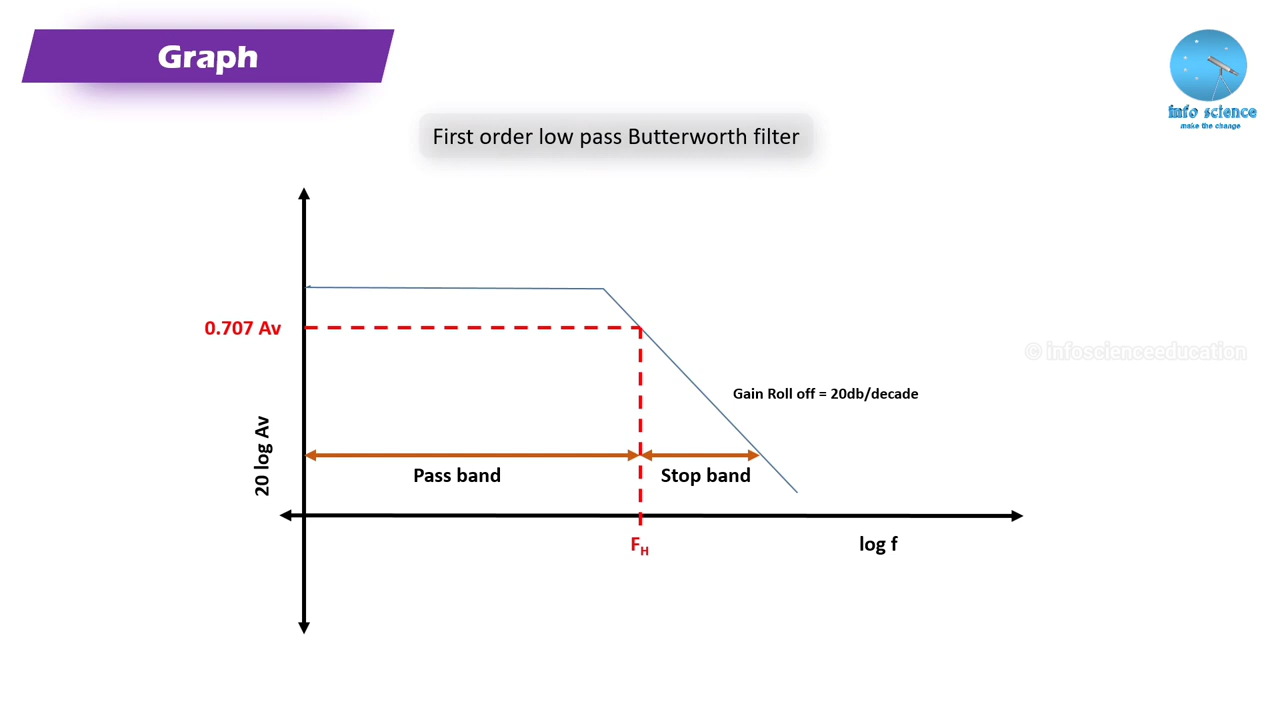 Graph
info science
make the change
First order low pass Butterworth filter
0.707 Av
© infoscienceeducation
Gain Roll off = 20db/decade
20 log Av
Pass band
Stop band
FH
log f